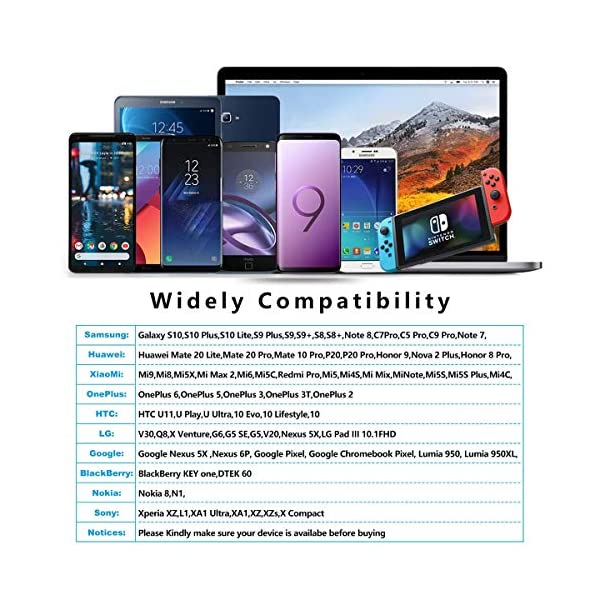 SAMSUNG
12:45
12
23
12:36
9
12:30
SAMSUNG
NINTENDO
SWITCH
Widely Compatibility
Samsung: Galaxy S10,S10 Plus,S10 Lite,S9 Plus,S9,S9+,S8,S8+,Note 8,C7Pro,C5 Pro,C9 Pro,Note 7,
Huawei: Huawei Mate 20 Lite,Mate 20 Pro,Mate 10 Pro,P20,P20 Pro,Honor 9,Nova 2 Plus,Honor 8 Pro,
XiaoMi: Mi9,Mi8,Mi5X,Mi Max 2,Mi6,Mi5C,Redmi Pro,Mi5,Mi4S,Mi Mix,MiNote,Mi5S,Mi5S Plus,Mi4C,
OnePlus: OnePlus 6,OnePlus 5,OnePlus 3,OnePlus 3T,OnePlus 2
HTC: HTC U11,U Play,U Ultra,10 Evo,10 Lifestyle,10
LG: V30,Q8,X Venture,G6,G5 SE,G5,V20,Nexus 5X,LG Pad III 10.1FHD
Google: Google Nexus 5X ,Nexus 6P, Google Pixel, Google Chromebook Pixel, Lumia 950, Lumia 950XL,
BlackBerry: BlackBerry KEY one,DTEK 60
Nokia: Nokia 8,N1,
Sony: Xperia XZ,L1,XA1 Ultra,XA1,XZ,XZs,X Compact
Notices: Please Kindly make sure your device is availabe before buying